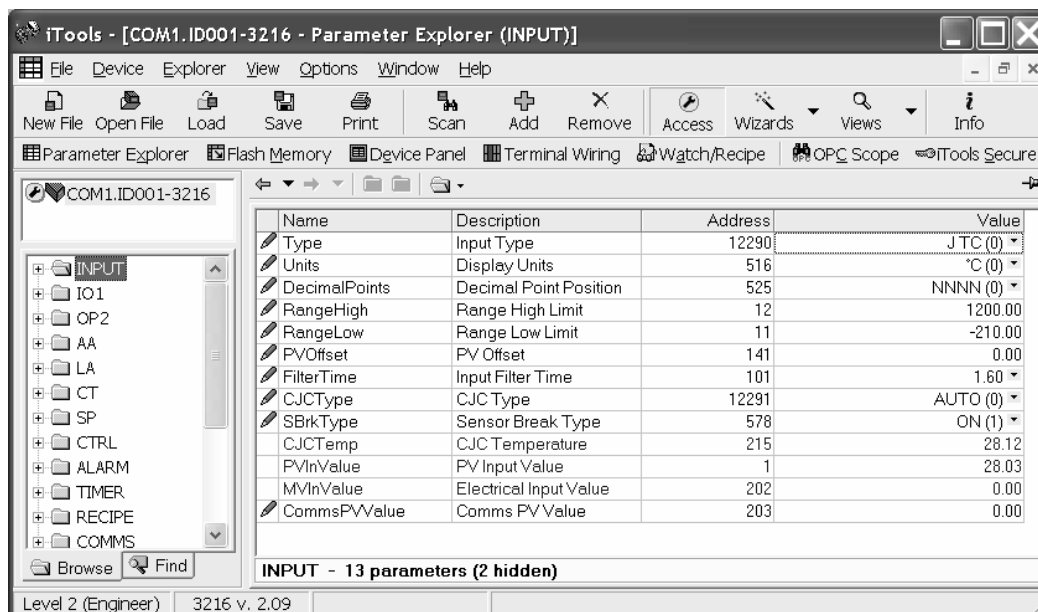 iTools - [COM1.ID001-3216 - Parameter Explorer (INPUT)]
File Device Explorer View Options Window Help
New File Open File Load Save Print Scan Add Remove Access Wizards Views Info
Parameter Explorer Flash Memory Device Panel Terminal Wiring Watch/Recipe OPC Scope iTools Secure
COM1.ID001-3216
INPUT
IO1
OP2
AA
LA
CT
SP
CTRL
ALARM
TIMER
RECIPE
COMMS
Browse Find
Name Description Address Value
Type Input Type 12290 J TC (0)
Units Display Units 516 °C (0)
DecimalPoints Decimal Point Position 525 NNNN (0)
RangeHigh Range High Limit 12 1200.00
RangeLow Range Low Limit 11 -210.00
PVOffset PV Offset 141 0.00
FilterTime Input Filter Time 101 1.60
CJCType CJC Type 12291 AUTO (0)
SBrkType Sensor Break Type 578 ON (1)
CJCTemp CJC Temperature 215 28.12
PVInValue PV Input Value 1 28.03
MVInValue Electrical Input Value 202 0.00
CommsPVValue Comms PV Value 203 0.00
INPUT - 13 parameters (2 hidden)
Level 2 (Engineer) 3216 v. 2.09